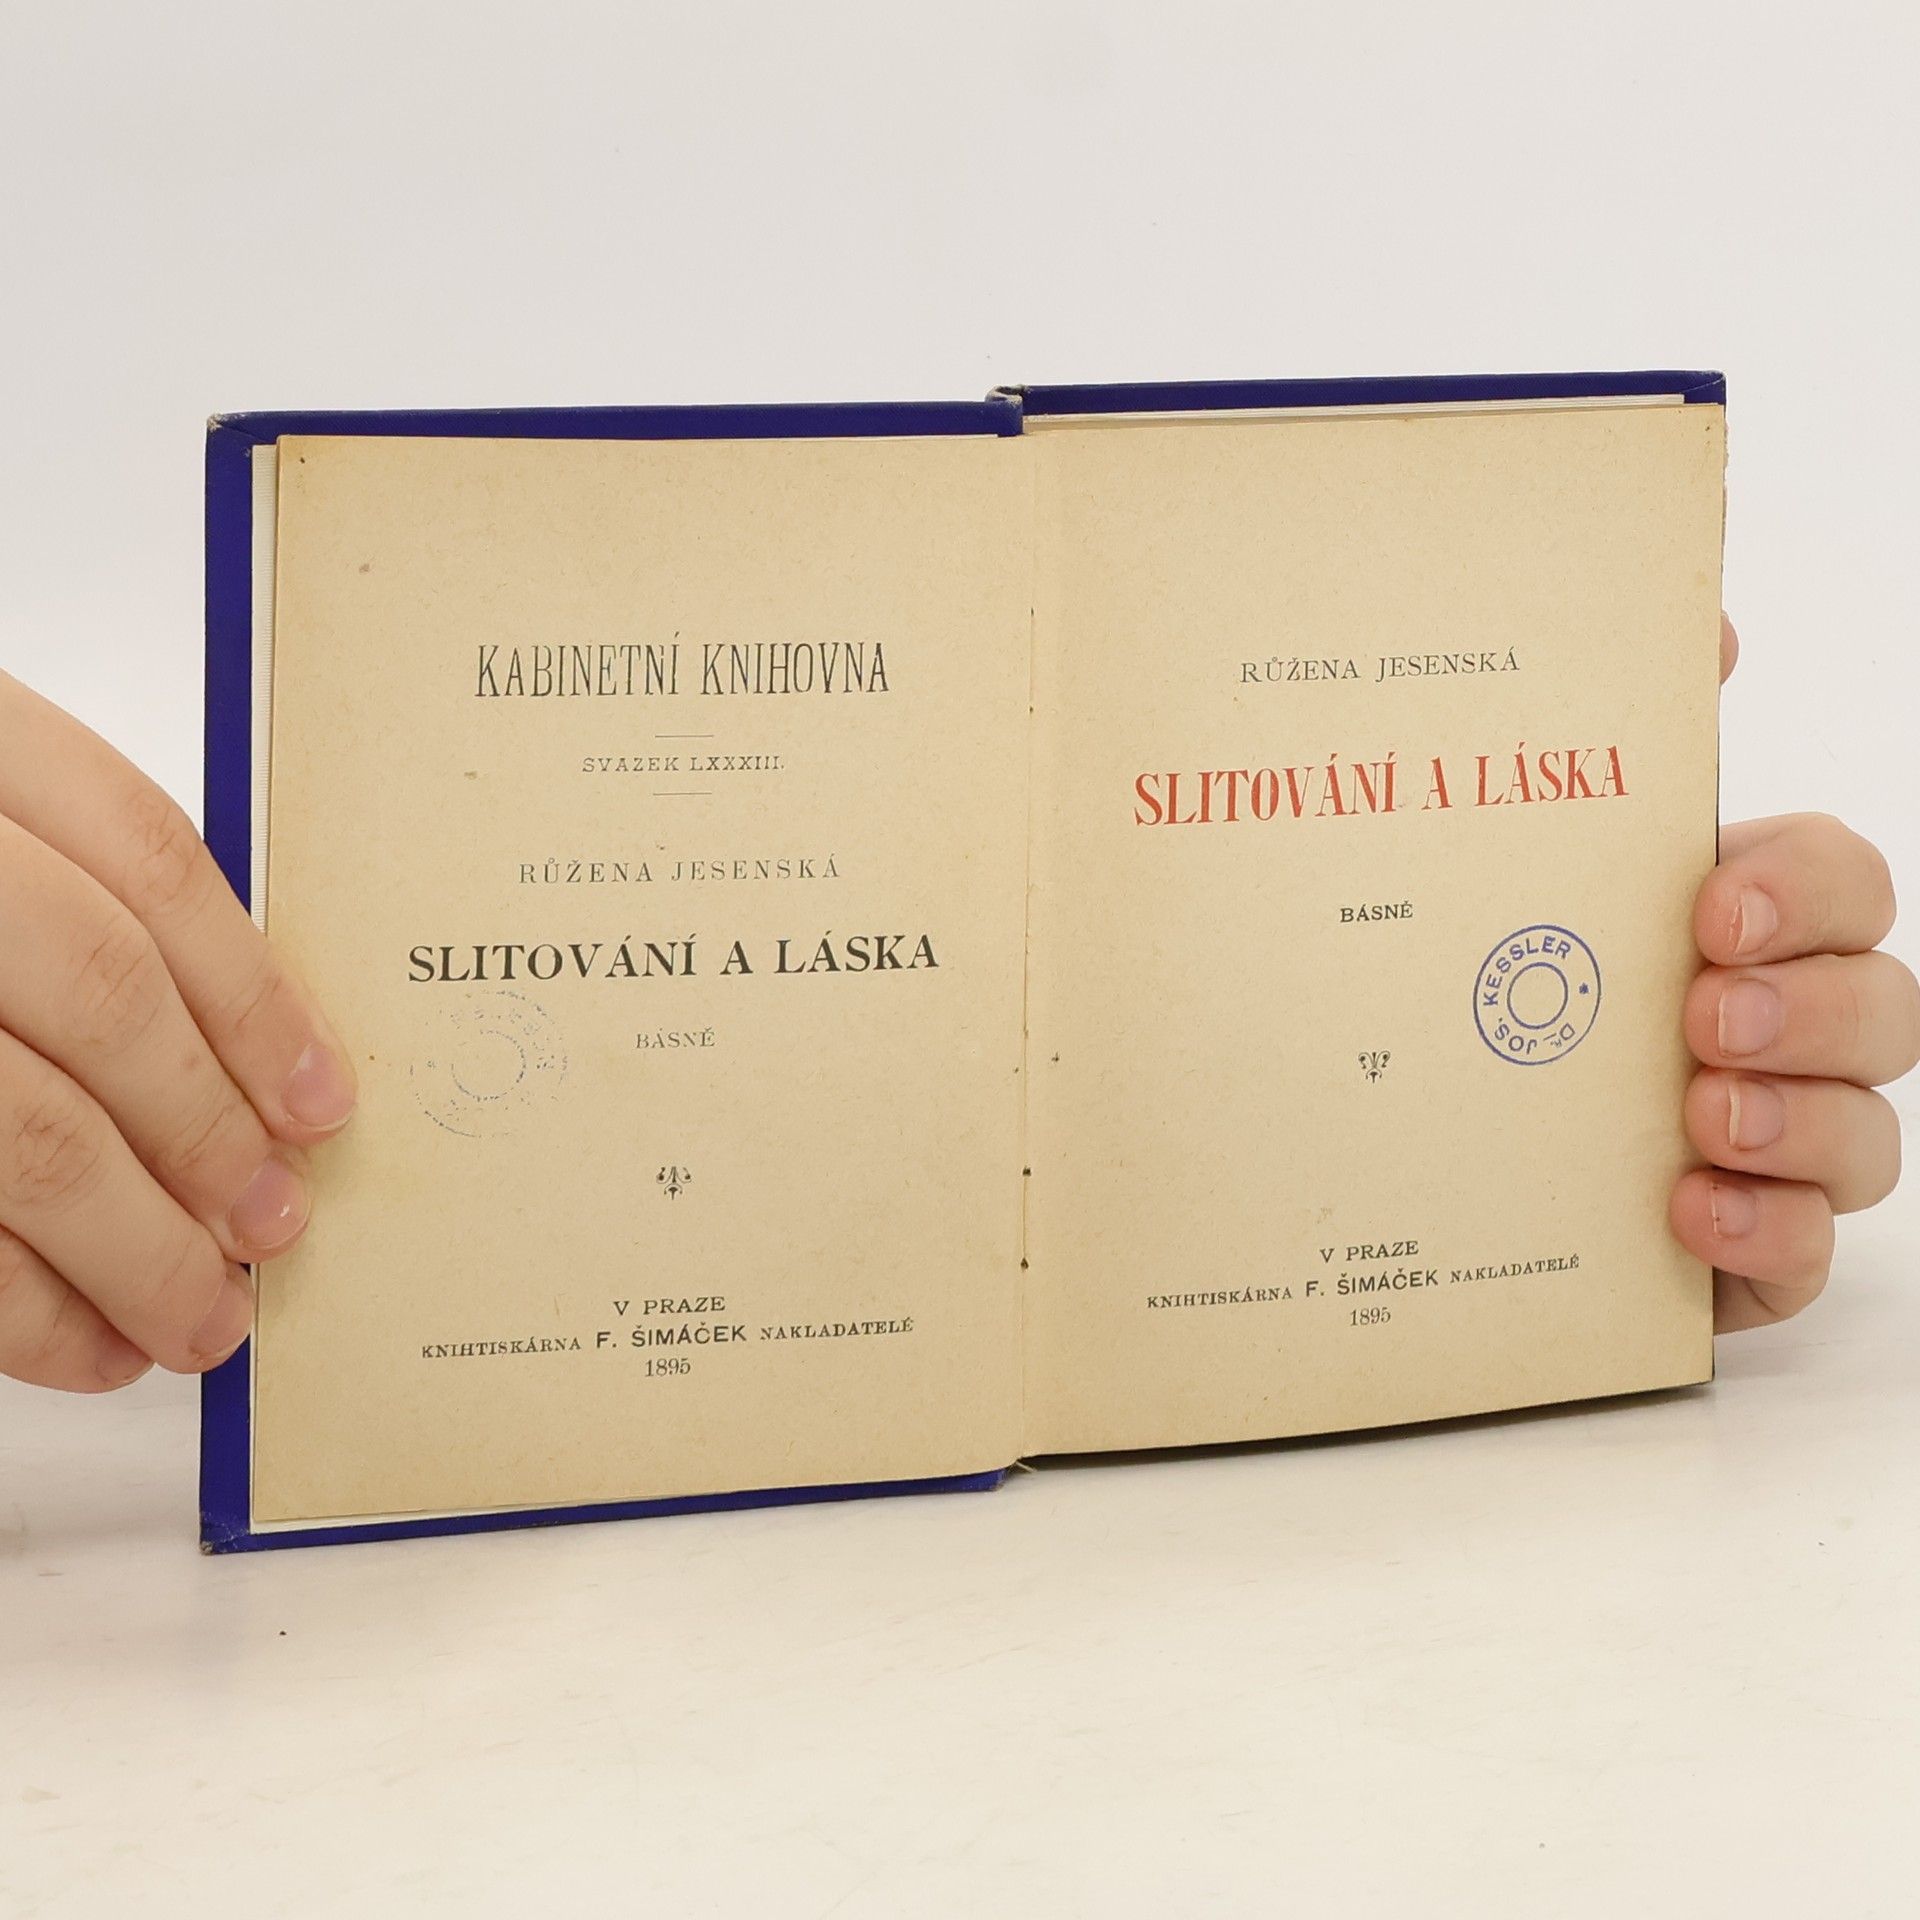 KABINETNÍ KNIHOVNA
SVAZEK LXXXIII.
RŮŽENA JESENSKÁ
SLITOVÁNÍ A LÁSKA
BÁSNĚ
V PRAZE
KNIHTISKÁRNA F. ŠIMÁČEK NAKLADATELÉ
1895
RŮŽENA JESENSKÁ
SLITOVÁNÍ A LÁSKA
BÁSNĚ
Dr. JOS. KESSLER *
V PRAZE
KNIHTISKÁRNA F. ŠIMÁČEK NAKLADATELÉ
1895